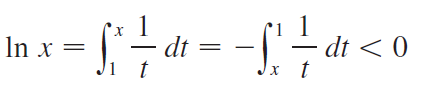 ln x = ∫₁ˣ 1/t dt = −∫ₓ¹ 1/t dt < 0